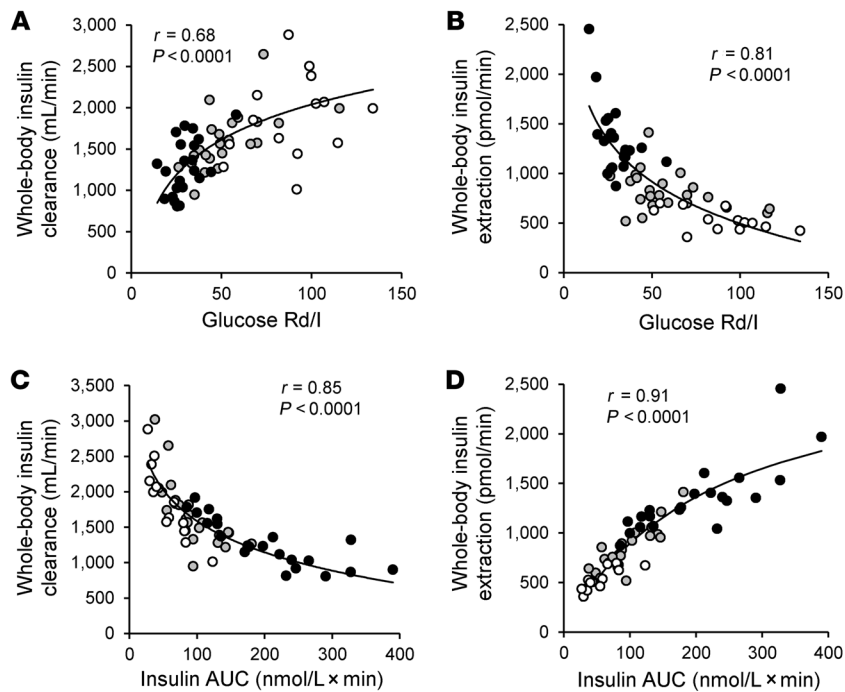 A
Whole-body insulin
clearance (mL/min)
3,000
2,500
2,000
1,500
1,000
500
0
r = 0.68
P < 0.0001
0 50 100 150
Glucose Rd/I
B
Whole-body insulin
extraction (pmol/min)
2,500
2,000
1,500
1,000
500
0
r = 0.81
P < 0.0001
0 50 100 150
Glucose Rd/I
C
Whole-body insulin
clearance (mL/min)
3,500
3,000
2,500
2,000
1,500
1,000
500
0
r = 0.85
P < 0.0001
0 100 200 300 400
Insulin AUC (nmol/L × min)
D
Whole-body insulin
extraction (pmol/min)
2,500
2,000
1,500
1,000
500
0
r = 0.91
P < 0.0001
0 100 200 300 400
Insulin AUC (nmol/L × min)